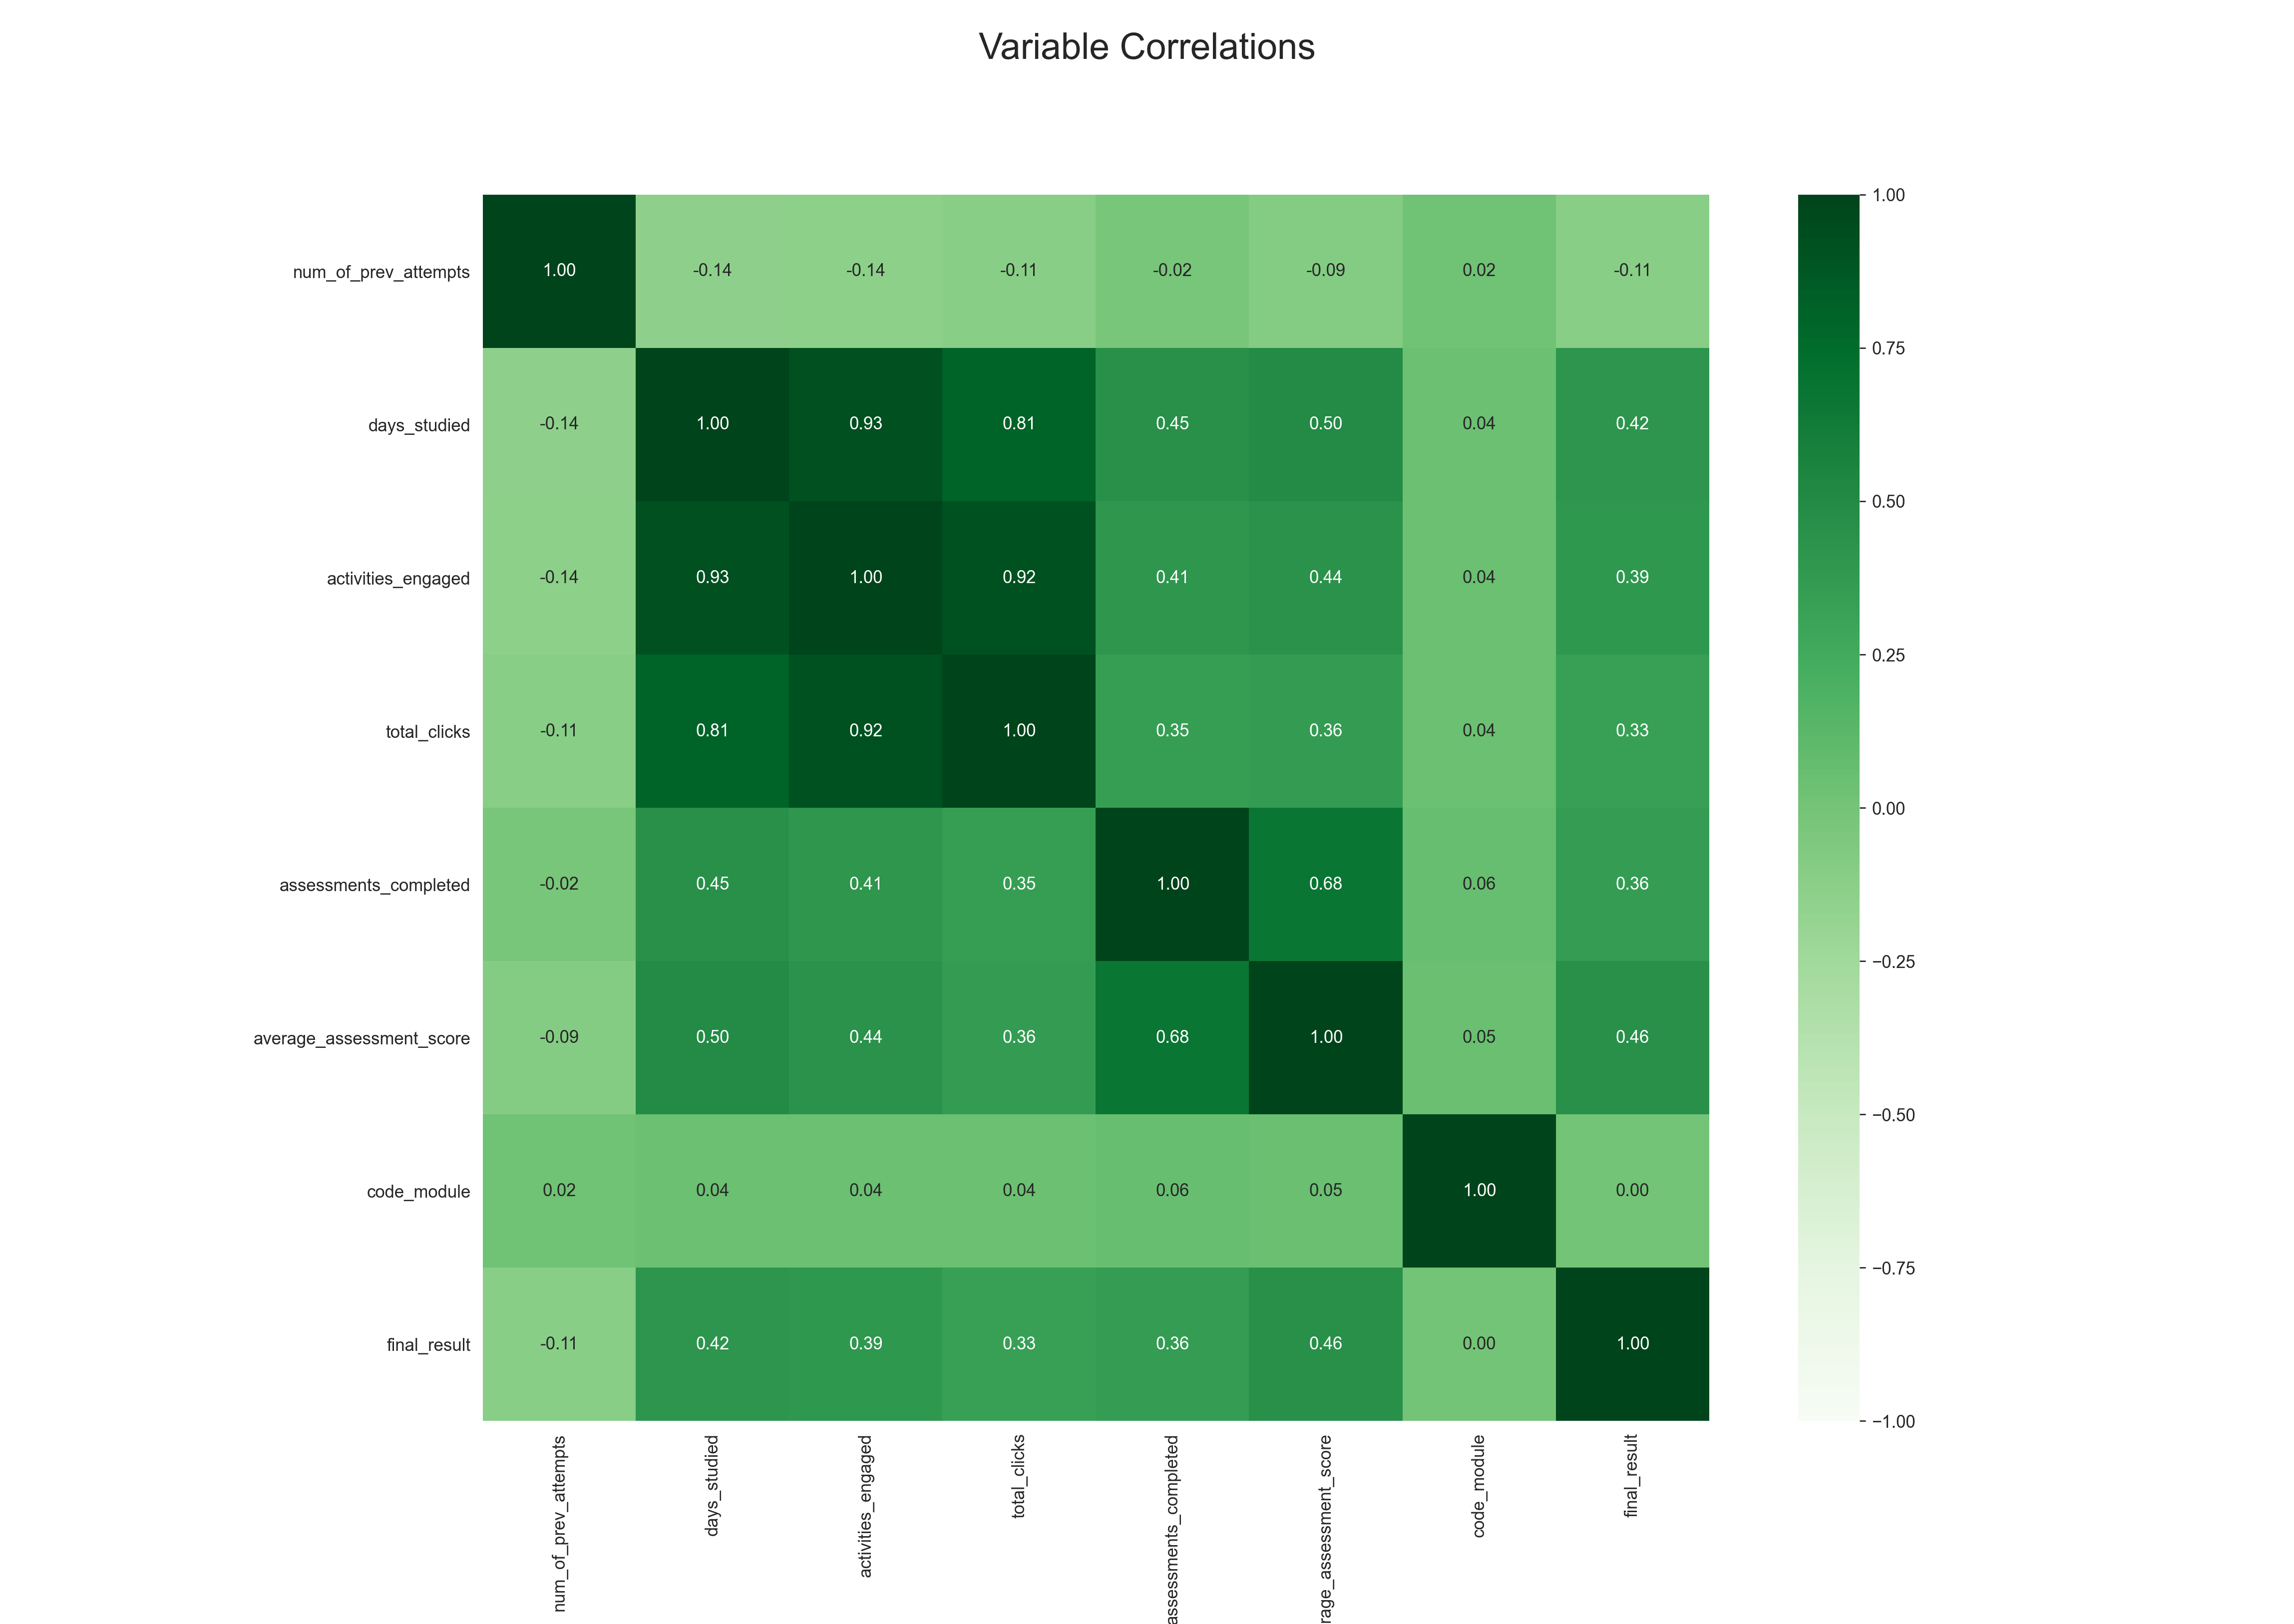 Variable Correlations
num_of_prev_attempts 1.00 -0.14 -0.14 -0.11 -0.02 -0.09 0.02 -0.11
days_studied -0.14 1.00 0.93 0.81 0.45 0.50 0.04 0.42
activities_engaged -0.14 0.93 1.00 0.92 0.41 0.44 0.04 0.39
total_clicks -0.11 0.81 0.92 1.00 0.35 0.36 0.04 0.33
assessments_completed -0.02 0.45 0.41 0.35 1.00 0.68 0.06 0.36
average_assessment_score -0.09 0.50 0.44 0.36 0.68 1.00 0.05 0.46
code_module 0.02 0.04 0.04 0.04 0.06 0.05 1.00 0.00
final_result -0.11 0.42 0.39 0.33 0.36 0.46 0.00 1.00
num_of_prev_attempts
days_studied
activities_engaged
total_clicks
assessments_completed
rage_assessment_score
code_module
final_result
1.00
0.75
0.50
0.25
0.00
−0.25
−0.50
−0.75
−1.00